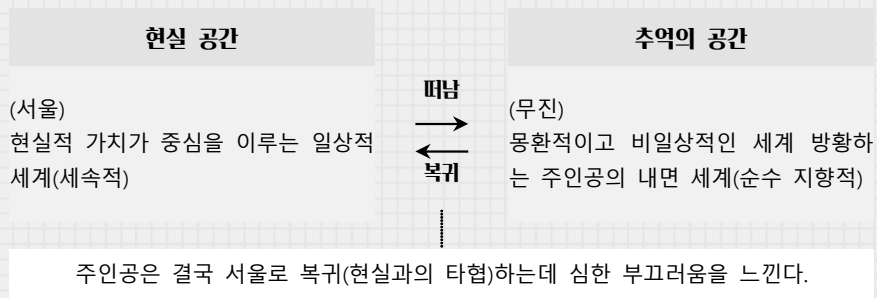 현실 공간
추억의 공간
(서울)
현실적 가치가 중심을 이루는 일상적
세계(세속적)
떠남
복귀
(무진)
몽환적이고 비일상적인 세계 방황하
는 주인공의 내면 세계(순수 지향적)
주인공은 결국 서울로 복귀(현실과의 타협)하는데 심한 부끄러움을 느낀다.